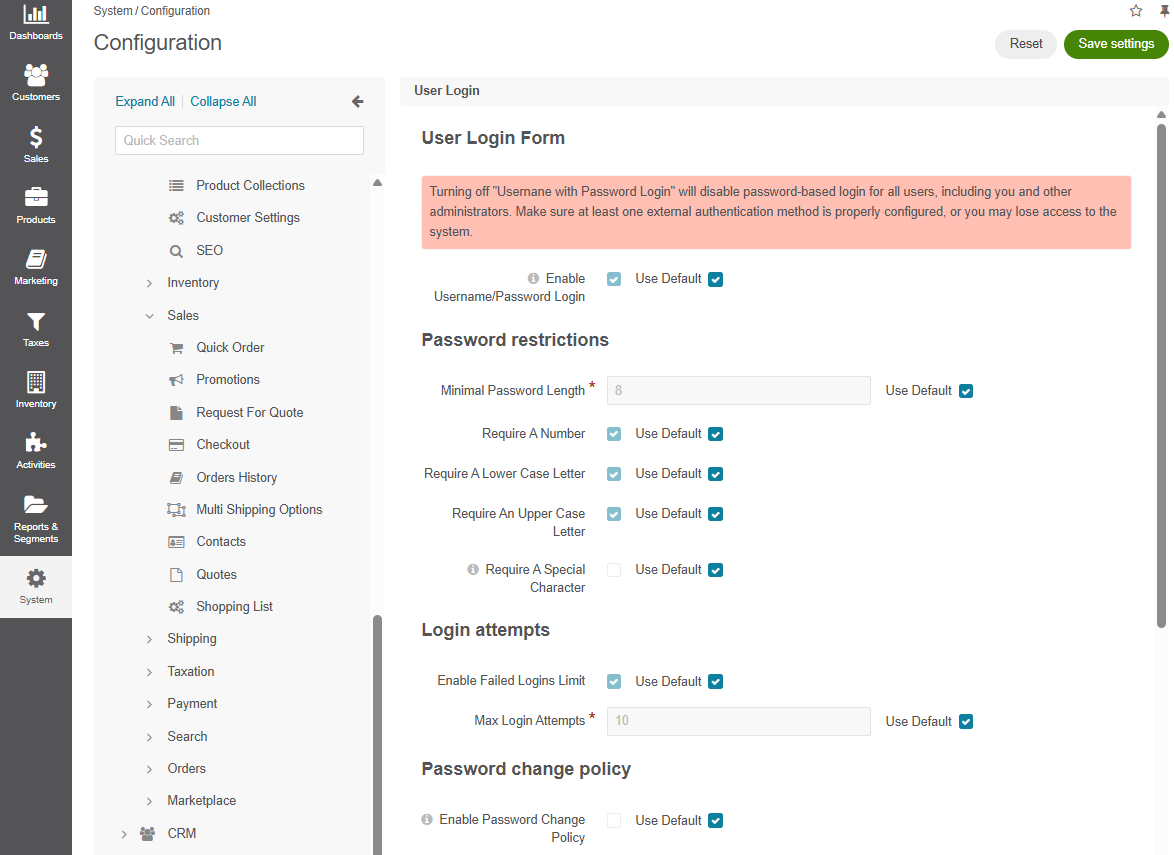 Dashboards
Customers
Sales
Products
Marketing
Taxes
Inventory
Activities
Reports &
Segments
System
System / Configuration
Configuration
Reset
Save settings
Expand All | Collapse All
Quick Search
Product Collections
Customer Settings
SEO
Inventory
Sales
Quick Order
Promotions
Request For Quote
Checkout
Orders History
Multi Shipping Options
Contacts
Quotes
Shopping List
Shipping
Taxation
Payment
Search
Orders
Marketplace
CRM
User Login
User Login Form
Turning off "Usernane with Password Login" will disable password-based login for all users, including you and other
administrators. Make sure at least one external authentication method is properly configured, or you may lose access to the
system.
Enable
Username/Password Login
Use Default
Password restrictions
Minimal Password Length *
8
Use Default
Require A Number
Use Default
Require A Lower Case Letter
Use Default
Require An Upper Case
Letter
Use Default
Require A Special
Character
Use Default
Login attempts
Enable Failed Logins Limit
Use Default
Max Login Attempts *
10
Use Default
Password change policy
Enable Password Change
Policy
Use Default